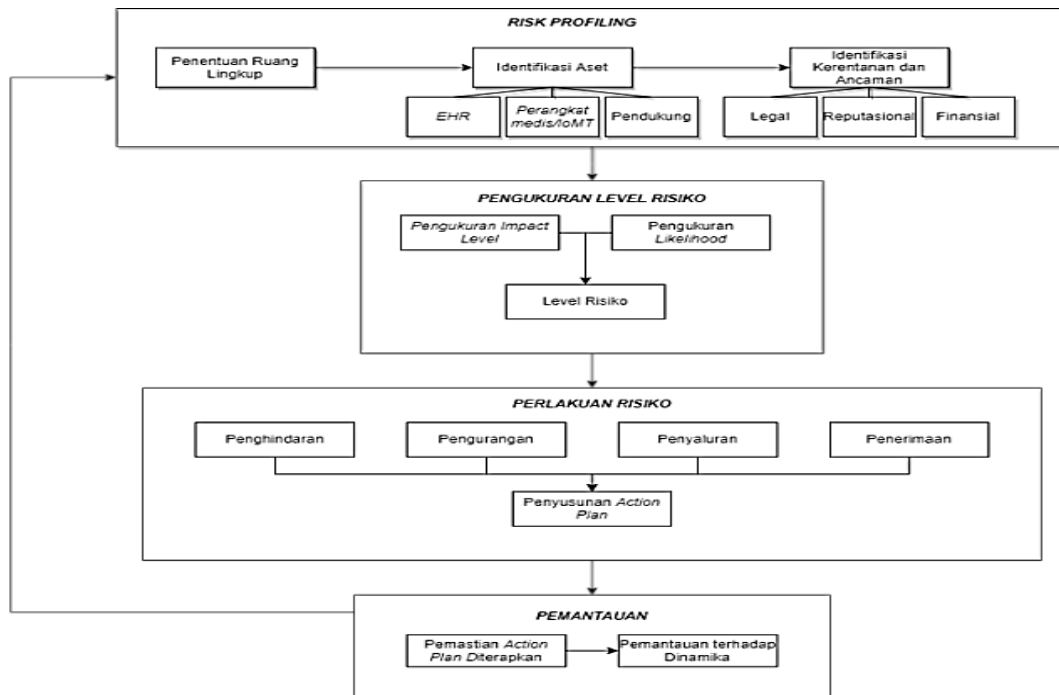 RISK PROFILING
Penentuan Ruang
Lingkup
Identifikasi Aset
Identifikasi
Kerentanan dan
Ancaman
EHR
Perangkat
medis/IoMT
Pendukung
Legal
Reputasional
Finansial
PENGUKURAN LEVEL RISIKO
Pengukuran Impact
Level
Pengukuran
Likelihood
Level Risiko
PERLAKUAN RISIKO
Penghindaran
Pengurangan
Penyaluran
Penerimaan
Penyusunan Action
Plan
PEMANTAUAN
Pemastian Action
Plan Diterapkan
Pemantauan terhadap
Dinamika